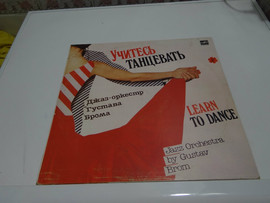 УЧИТЕСЬ
ТАНЦЕВАТЬ
Джаз-оркестр
Густава
Брома
LEARN
TO DANCE
Jazz Orchestra
by Gustav
Brom